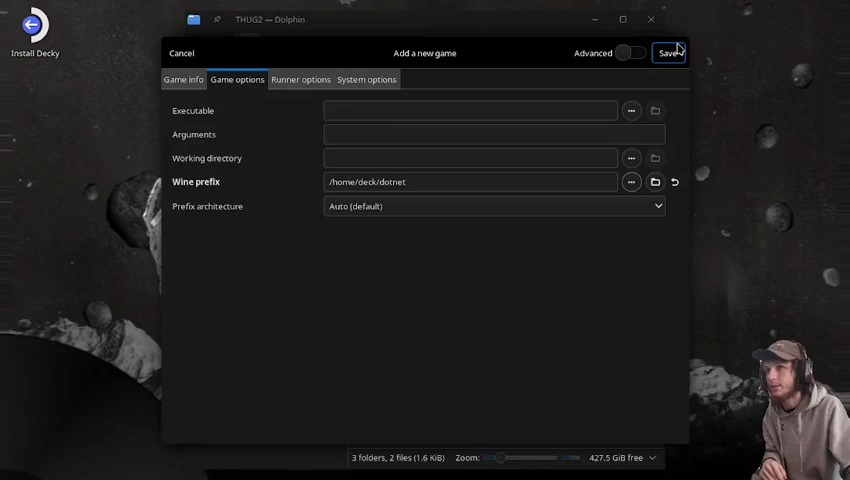 THUG2 — Dolphin
Install Decky
Cancel
Add a new game
Advanced
Save
Game info
Game options
Runner options
System options
Executable
Arguments
Working directory
Wine prefix
/home/deck/dotnet
Prefix architecture
Auto (default)
3 folders, 2 files (1.6 KiB)
Zoom:
427.5 GiB free